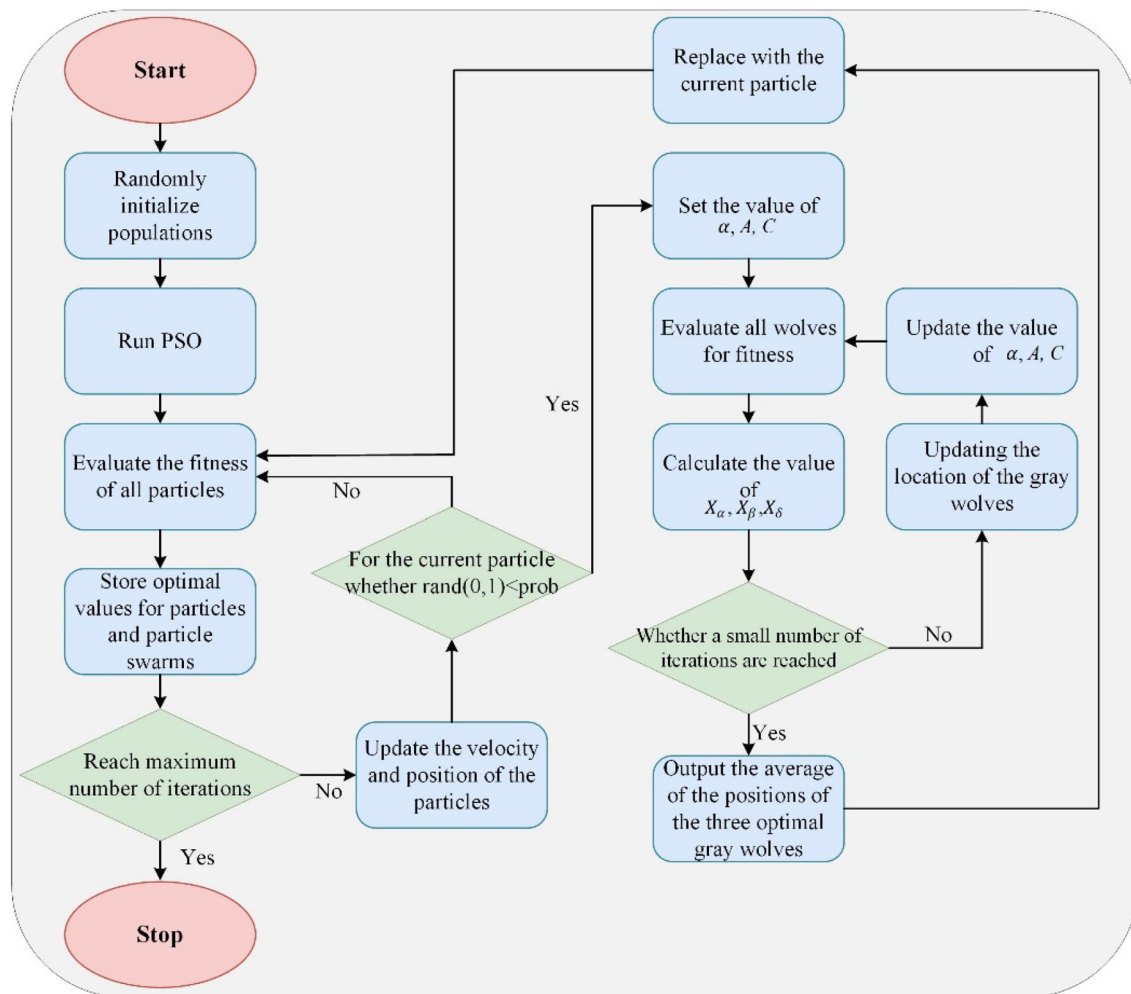 Start
Randomly
initialize
populations
Run PSO
Evaluate the fitness
of all particles
Store optimal
values for particles
and particle
swarms
Reach maximum
number of iterations
No
Yes
Stop
Update the velocity
and position of the
particles
For the current particle
whether rand(0,1)<prob
No
Yes
Replace with the
current particle
Set the value of
α, A, C
Evaluate all wolves
for fitness
Calculate the value
of
Xα, Xβ,Xδ
Whether a small number of
iterations are reached
No
Updating the
location of the gray
wolves
Update the value
of α, A, C
Yes
Output the average
of the positions of
the three optimal
gray wolves